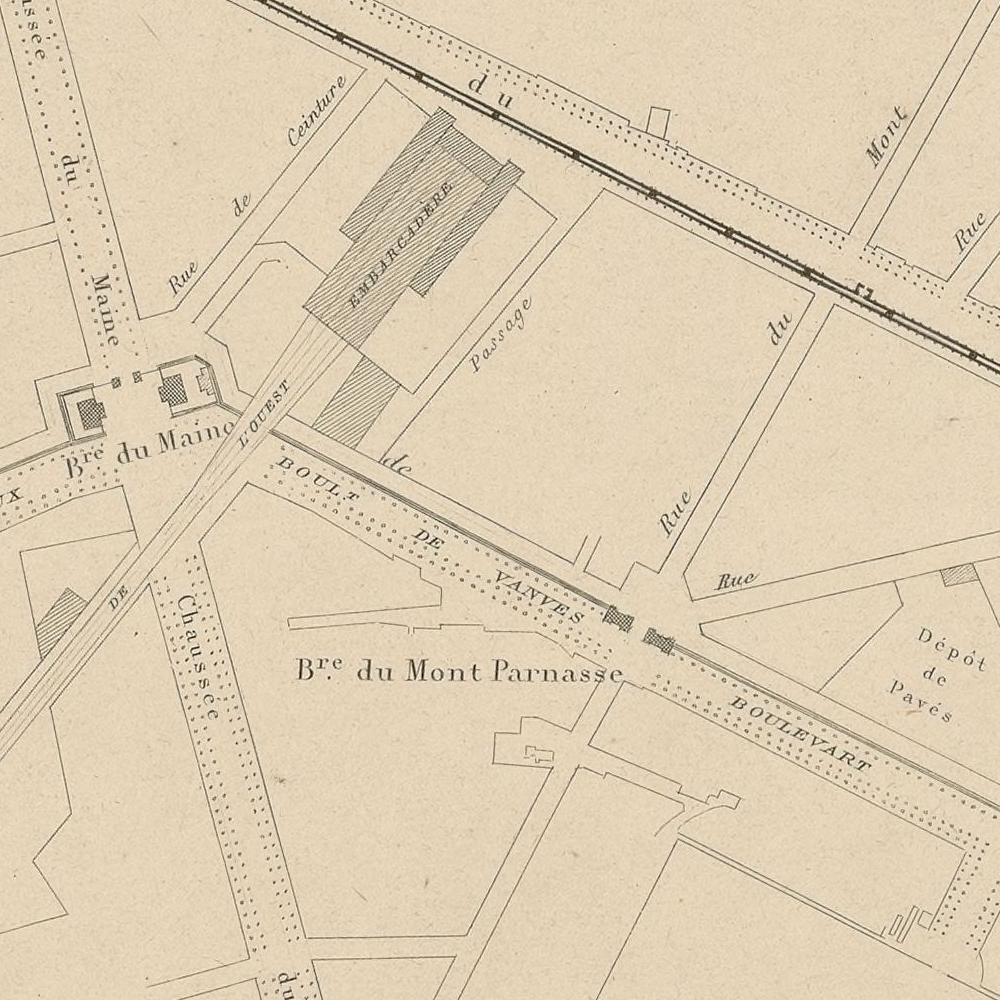 du
Mont
Rue
Ceinture
de
Rue
du
Maine
EMBARCADÈRE
Passage
du
Rue
Bre. du Maine
L'OUEST
UX
BOULT
de
DE
VANVES
Rue
DE
Chaussée
Bre. du Mont Parnasse
Dépôt
de
Pavés
BOULEVART
du